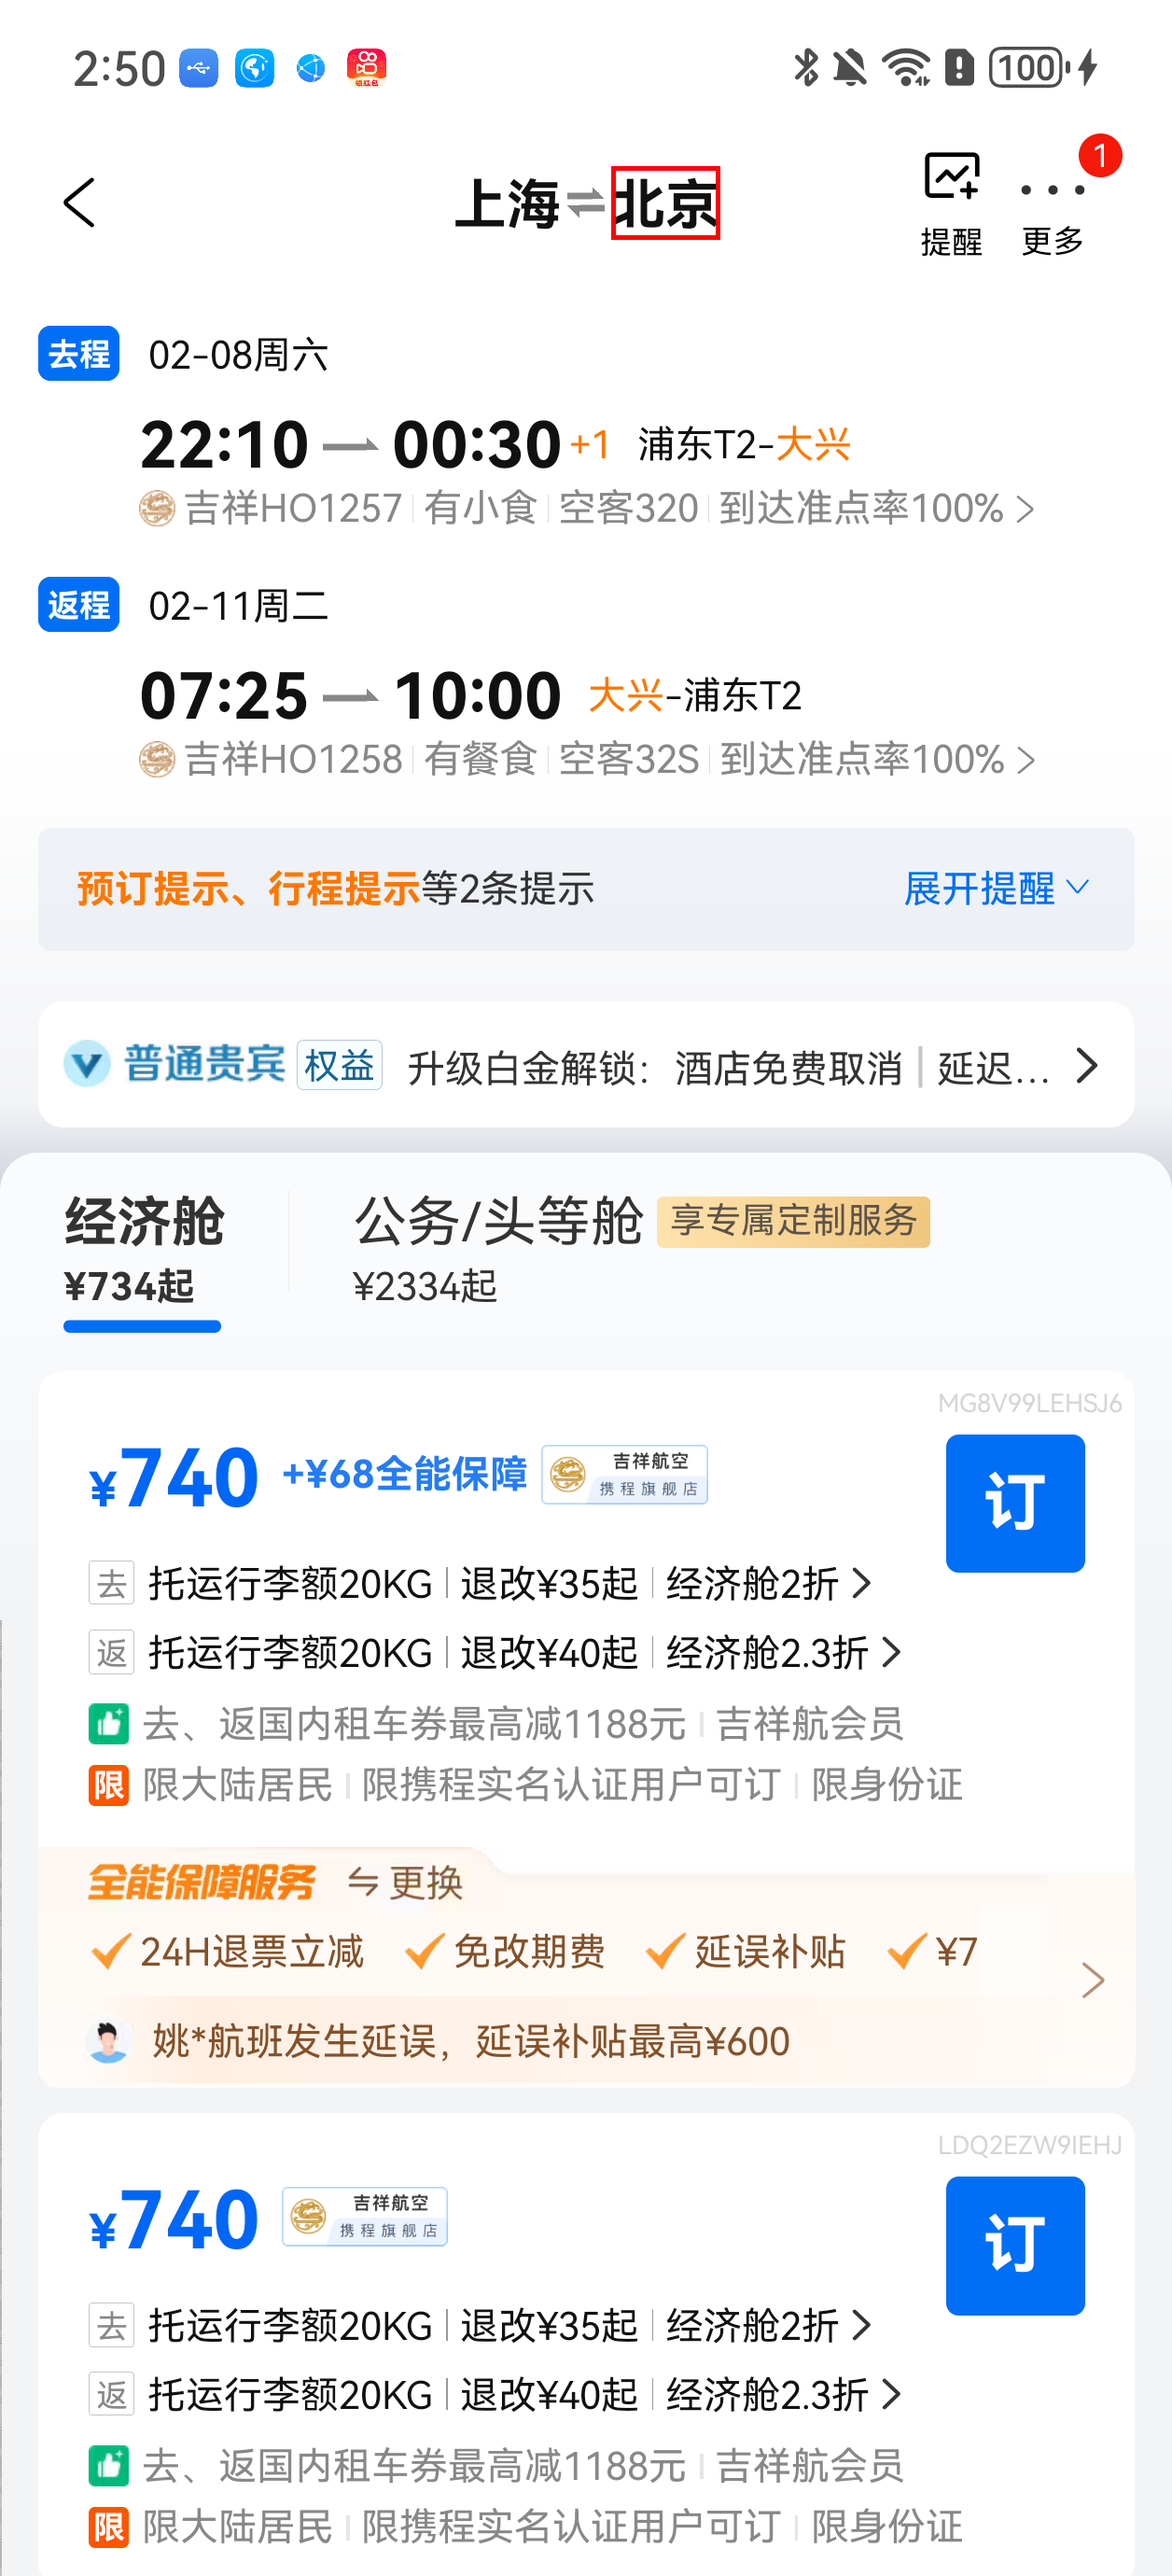 2:50 领红包 100
上海⇌北京
1
提醒 更多
去程 02-08周六
22:10 00:30 +1 浦东T2-大兴
吉祥HO1257 有小食 空客320 到达准点率100%
返程 02-11周二
07:25 10:00 大兴-浦东T2
吉祥HO1258 有餐食 空客32S 到达准点率100%
预订提示、行程提示等2条提示 展开提醒
普通贵宾 权益 升级白金解锁：酒店免费取消 | 延迟...
经济舱 公务/头等舱 享专属定制服务
¥734起 ¥2334起
MG8V99LEHSJ6
¥740 +¥68全能保障 吉祥航空 携程旗舰店 订
去 托运行李额20KG 退改¥35起 经济舱2折
返 托运行李额20KG 退改¥40起 经济舱2.3折
去、返国内租车券最高减1188元 吉祥航会员
限 限大陆居民 限携程实名认证用户可订 限身份证
全能保障服务 更换
24H退票立减 免改期费 延误补贴 ¥7
姚*航班发生延误，延误补贴最高¥600
LDQ2EZW9IEHJ
¥740 吉祥航空 携程旗舰店 订
去 托运行李额20KG 退改¥35起 经济舱2折
返 托运行李额20KG 退改¥40起 经济舱2.3折
去、返国内租车券最高减1188元 吉祥航会员
限 限大陆居民 限携程实名认证用户可订 限身份证